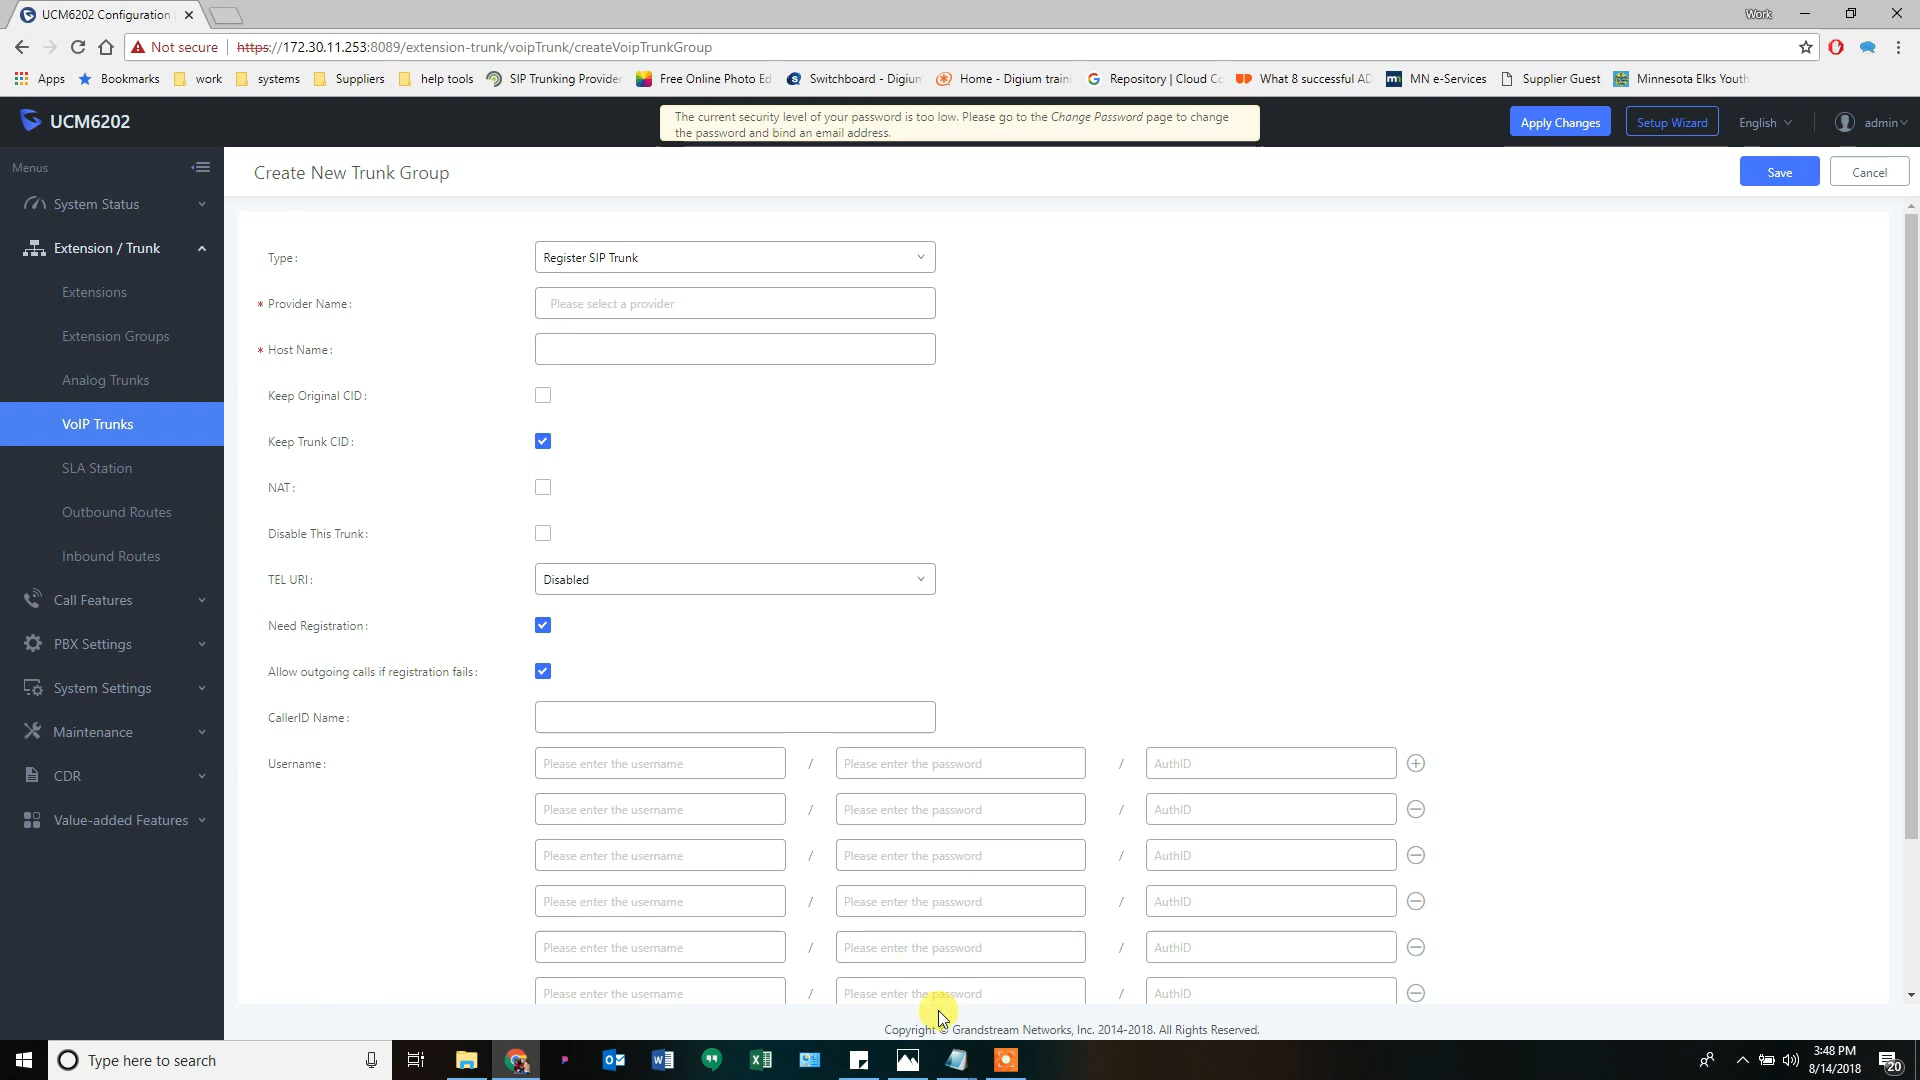 UCM6202 Configuration
Work
Not secure | https://172.30.11.253:8089/extension-trunk/voipTrunk/createVoipTrunkGroup
Apps Bookmarks work systems Suppliers help tools SIP Trunking Provider Free Online Photo Ed Switchboard - Digium Home - Digium traini Repository | Cloud Co What 8 successful AD MN e-Services Supplier Guest Minnesota Elks Youth
UCM6202
The current security level of your password is too low. Please go to the Change Password page to change
the password and bind an email address.
Apply Changes Setup Wizard English admin
Menus
System Status
Extension / Trunk
Extensions
Extension Groups
Analog Trunks
VoIP Trunks
SLA Station
Outbound Routes
Inbound Routes
Call Features
PBX Settings
System Settings
Maintenance
CDR
Value-added Features
Create New Trunk Group
Save Cancel
Type: Register SIP Trunk
* Provider Name: Please select a provider
* Host Name:
Keep Original CID:
Keep Trunk CID:
NAT:
Disable This Trunk:
TEL URI: Disabled
Need Registration:
Allow outgoing calls if registration fails:
CallerID Name:
Username: Please enter the username / Please enter the password / AuthID
Please enter the username / Please enter the password / AuthID
Please enter the username / Please enter the password / AuthID
Please enter the username / Please enter the password / AuthID
Please enter the username / Please enter the password / AuthID
Please enter the username / Please enter the password / AuthID
Copyright © Grandstream Networks, Inc. 2014-2018. All Rights Reserved.
Type here to search
3:48 PM
8/14/2018
20